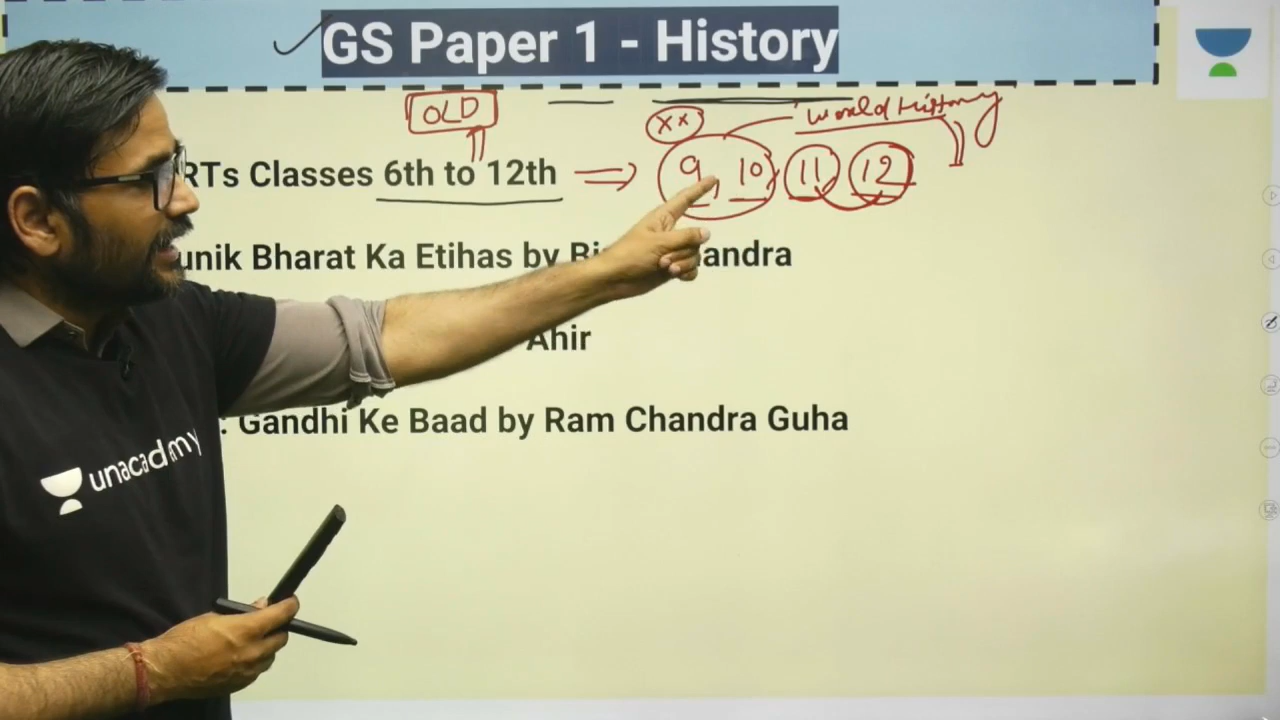 GS Paper 1 - History
OLD
xx
World History
RTs Classes 6th to 12th ⇒ 9, 10, 11 12
unik Bharat Ka Etihas by Bi andra
Ahir
: Gandhi Ke Baad by Ram Chandra Guha
unacademy